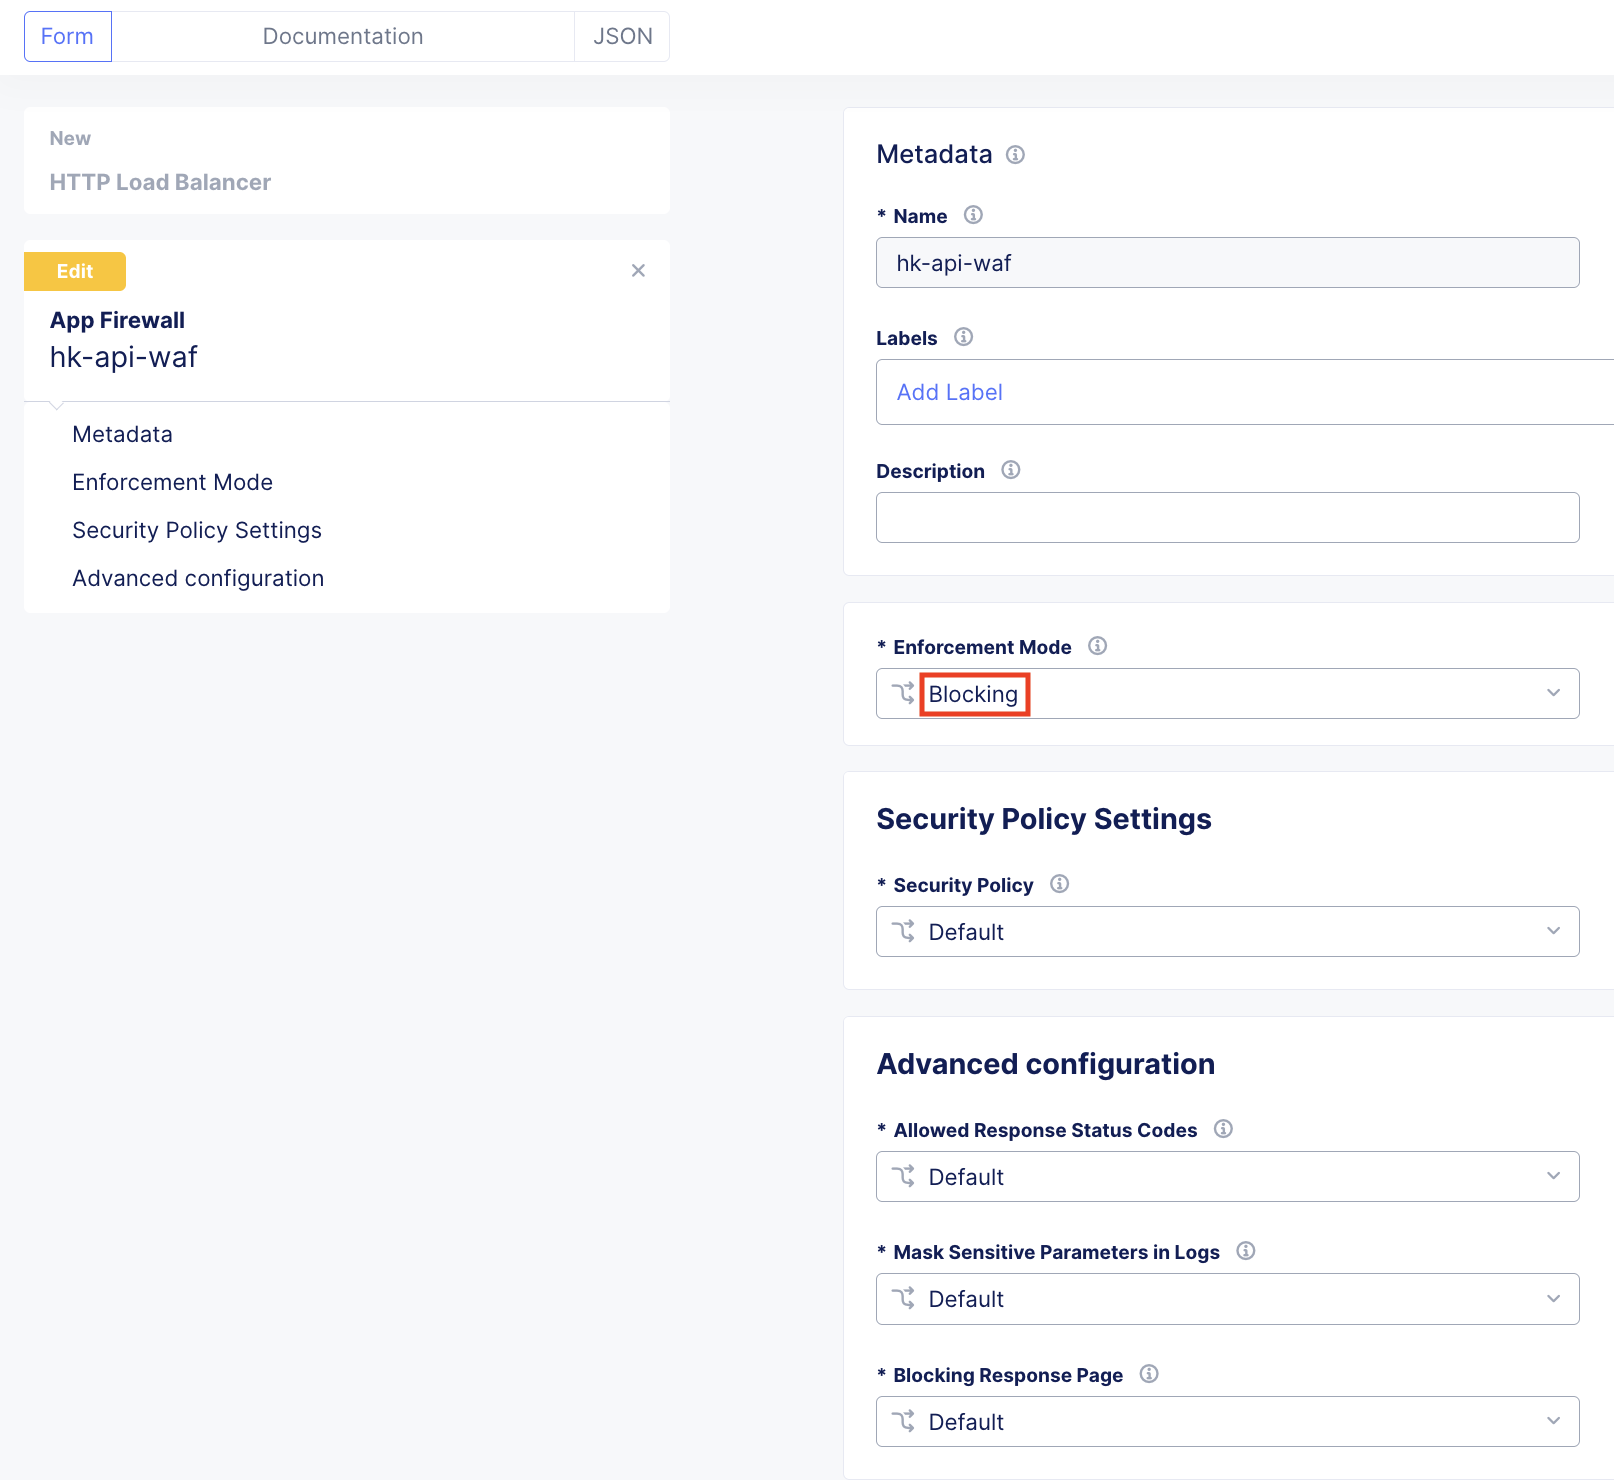 Form
Documentation
JSON
New
HTTP Load Balancer
Edit
App Firewall
hk-api-waf
Metadata
Enforcement Mode
Security Policy Settings
Advanced configuration
Metadata
* Name
hk-api-waf
Labels
Add Label
Description
* Enforcement Mode
Blocking
Security Policy Settings
* Security Policy
Default
Advanced configuration
* Allowed Response Status Codes
Default
* Mask Sensitive Parameters in Logs
Default
* Blocking Response Page
Default